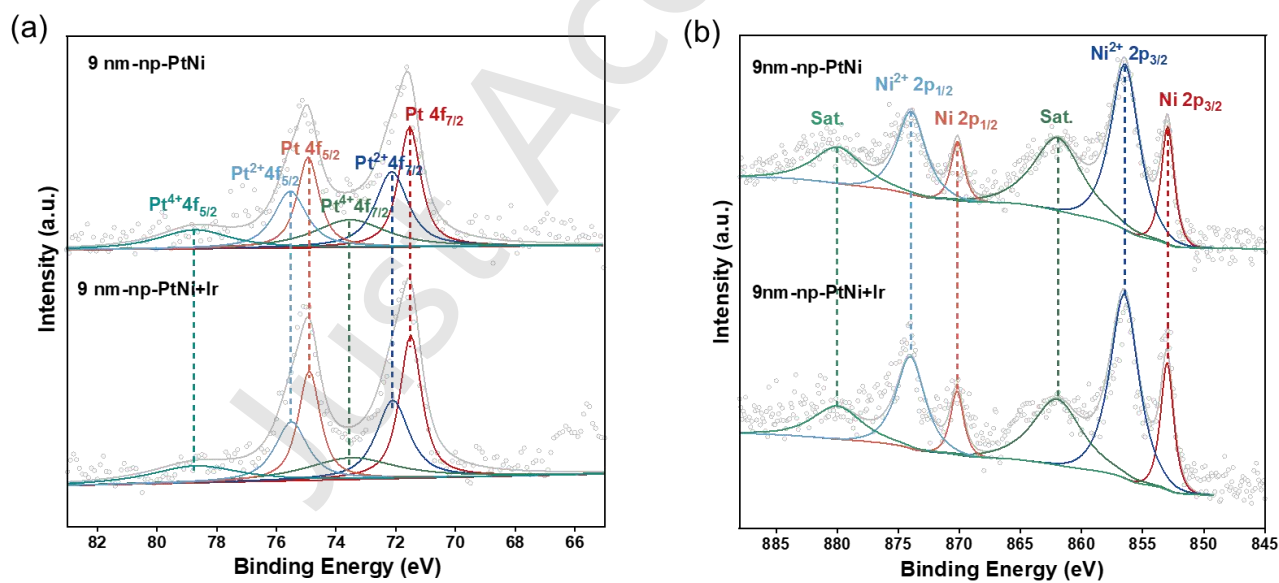 (a)
9 nm-np-PtNi
Pt 4f7/2
Pt 4f5/2
Pt2+4f7/2
Pt2+4f5/2
Pt4+4f7/2
Pt4+4f5/2
9 nm-np-PtNi+Ir
Intensity (a.u.)
82 80 78 76 74 72 70 68 66
Binding Energy (eV)
(b)
9nm-np-PtNi
Ni2+ 2p3/2
Ni2+ 2p1/2
Ni 2p3/2
Sat.
Ni 2p1/2
Sat.
9nm-np-PtNi+Ir
Intensity (a.u.)
885 880 875 870 865 860 855 850 845
Binding Energy (eV)
Just Acc